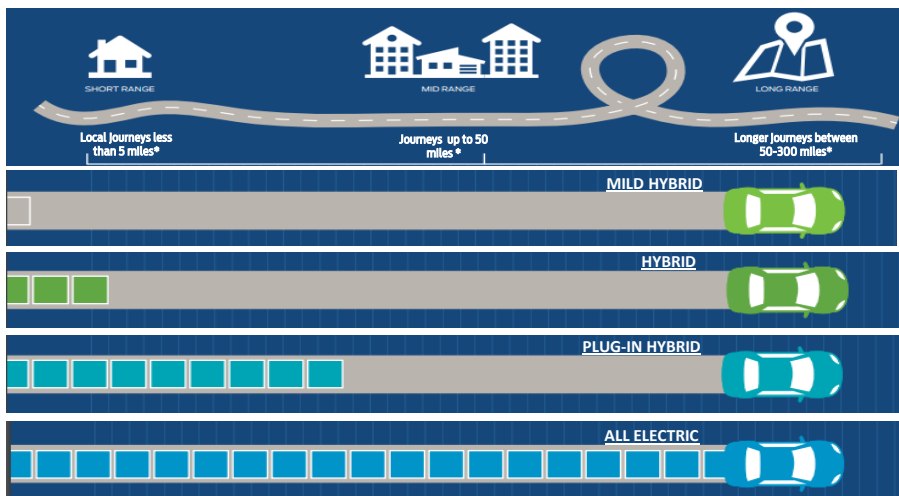 SHORT RANGE
MID RANGE
LONG RANGE
Local Journeys less
than 5 miles*
Journeys up to 50
miles *
Longer Journeys between
50-300 miles*
MILD HYBRID
HYBRID
PLUG-IN HYBRID
ALL ELECTRIC